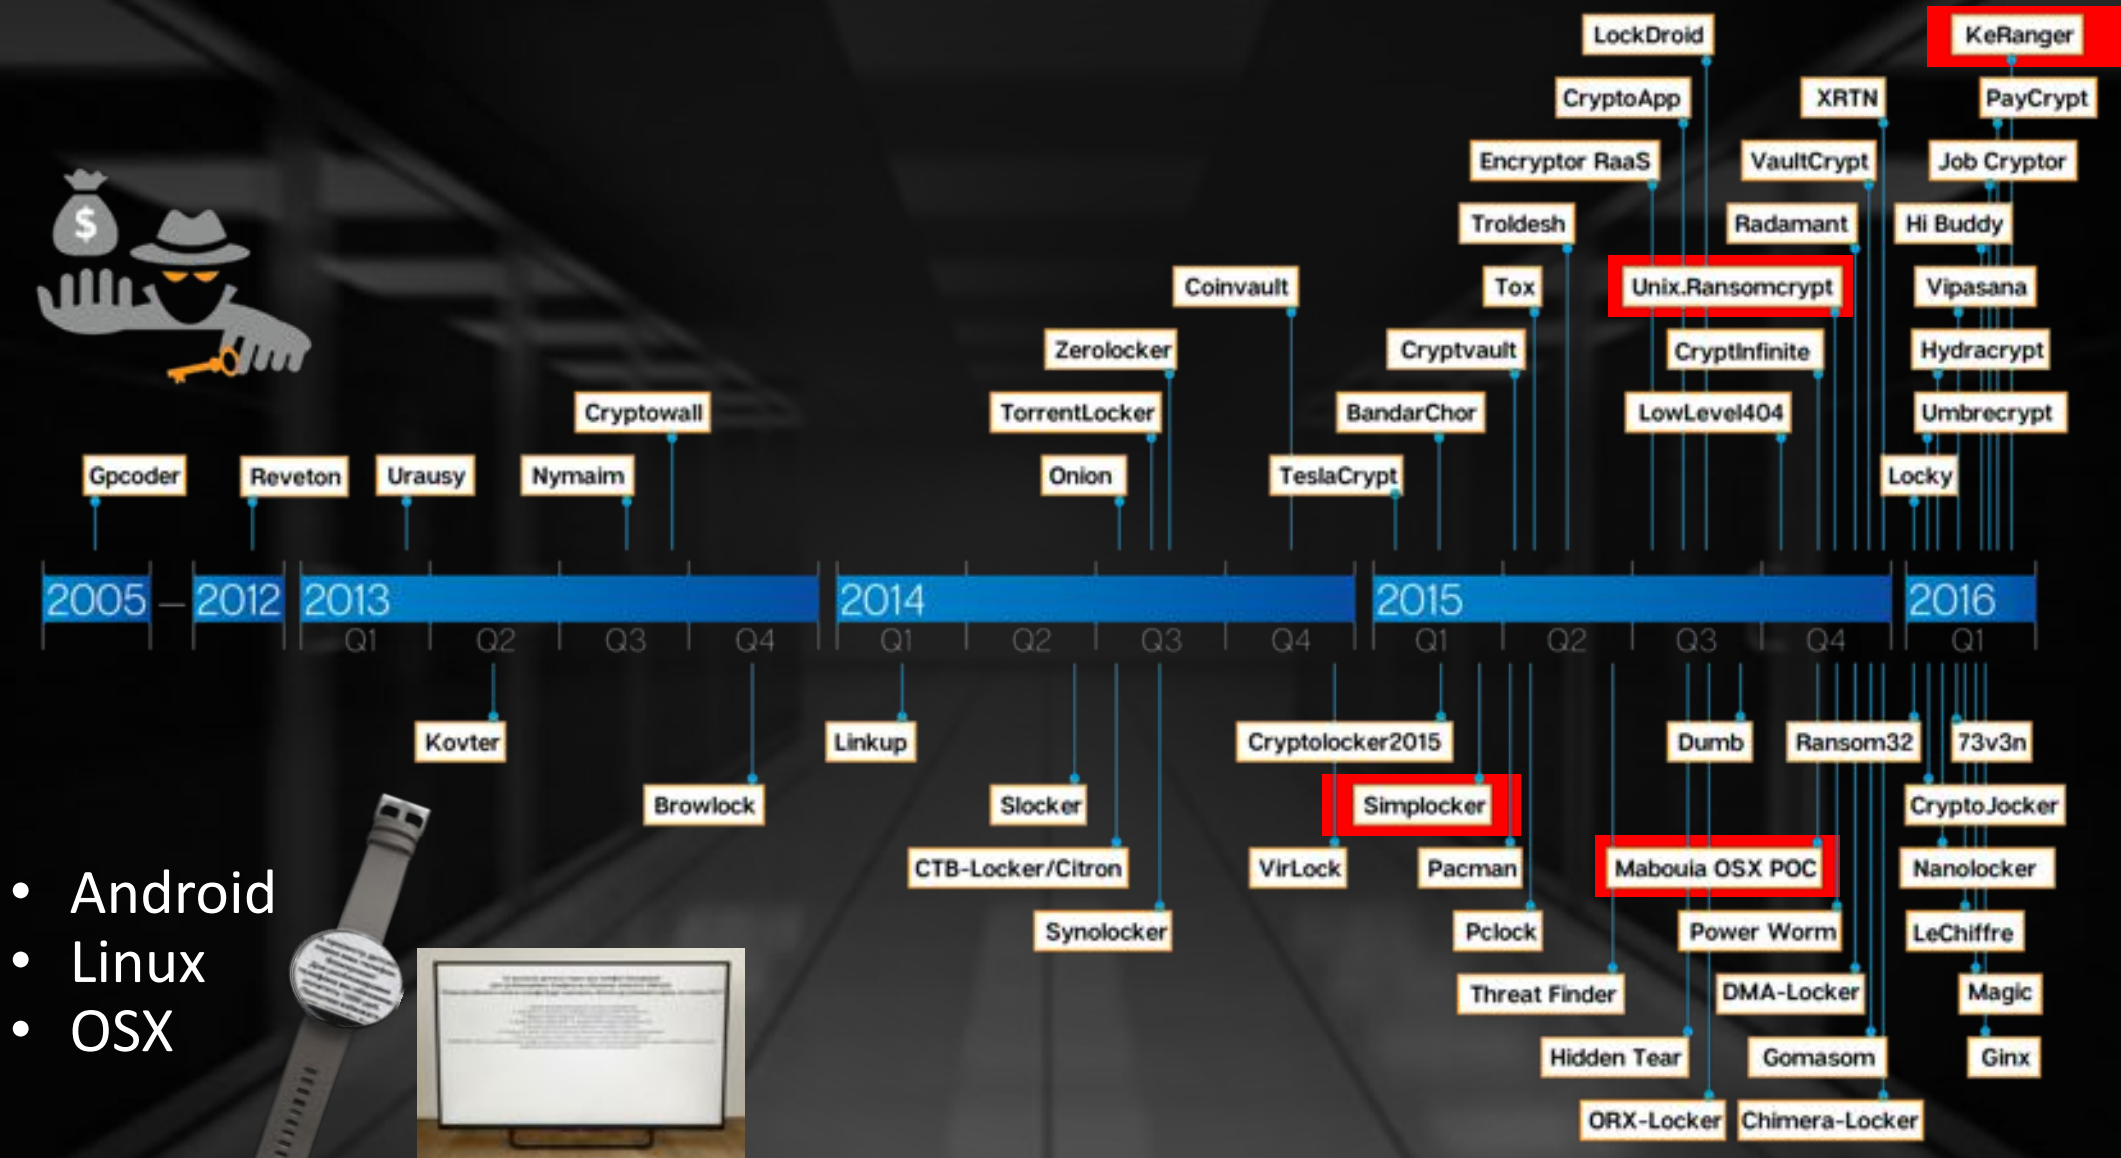 LockDroid
KeRanger
CryptoApp
XRTN
PayCrypt
Encryptor RaaS
VaultCrypt
Job Cryptor
$
Troldesh
Radamant
Hi Buddy
Coinvault
Tox
Unix.Ransomcrypt
Vipasana
Zerolocker
Cryptvault
CryptInfinite
Hydracrypt
Cryptowall
TorrentLocker
BandarChor
LowLevel404
Umbrecrypt
Gpcoder
Reveton
Urausy
Nymaim
Onion
TeslaCrypt
Locky
2005 — 2012 2013 2014 2015 2016
Q1 Q2 Q3 Q4 Q1 Q2 Q3 Q4 Q1 Q2 Q3 Q4 Q1
Kovter
Linkup
Cryptolocker2015
Dumb
Ransom32
73v3n
Browlock
Slocker
Simplocker
CryptoJocker
CTB-Locker/Citron
VirLock
Pacman
Mabouia OSX POC
Nanolocker
Synolocker
Pclock
Power Worm
LeChiffre
Threat Finder
DMA-Locker
Magic
Hidden Tear
Gomasom
Ginx
ORX-Locker
Chimera-Locker
• Android
• Linux
• OSX